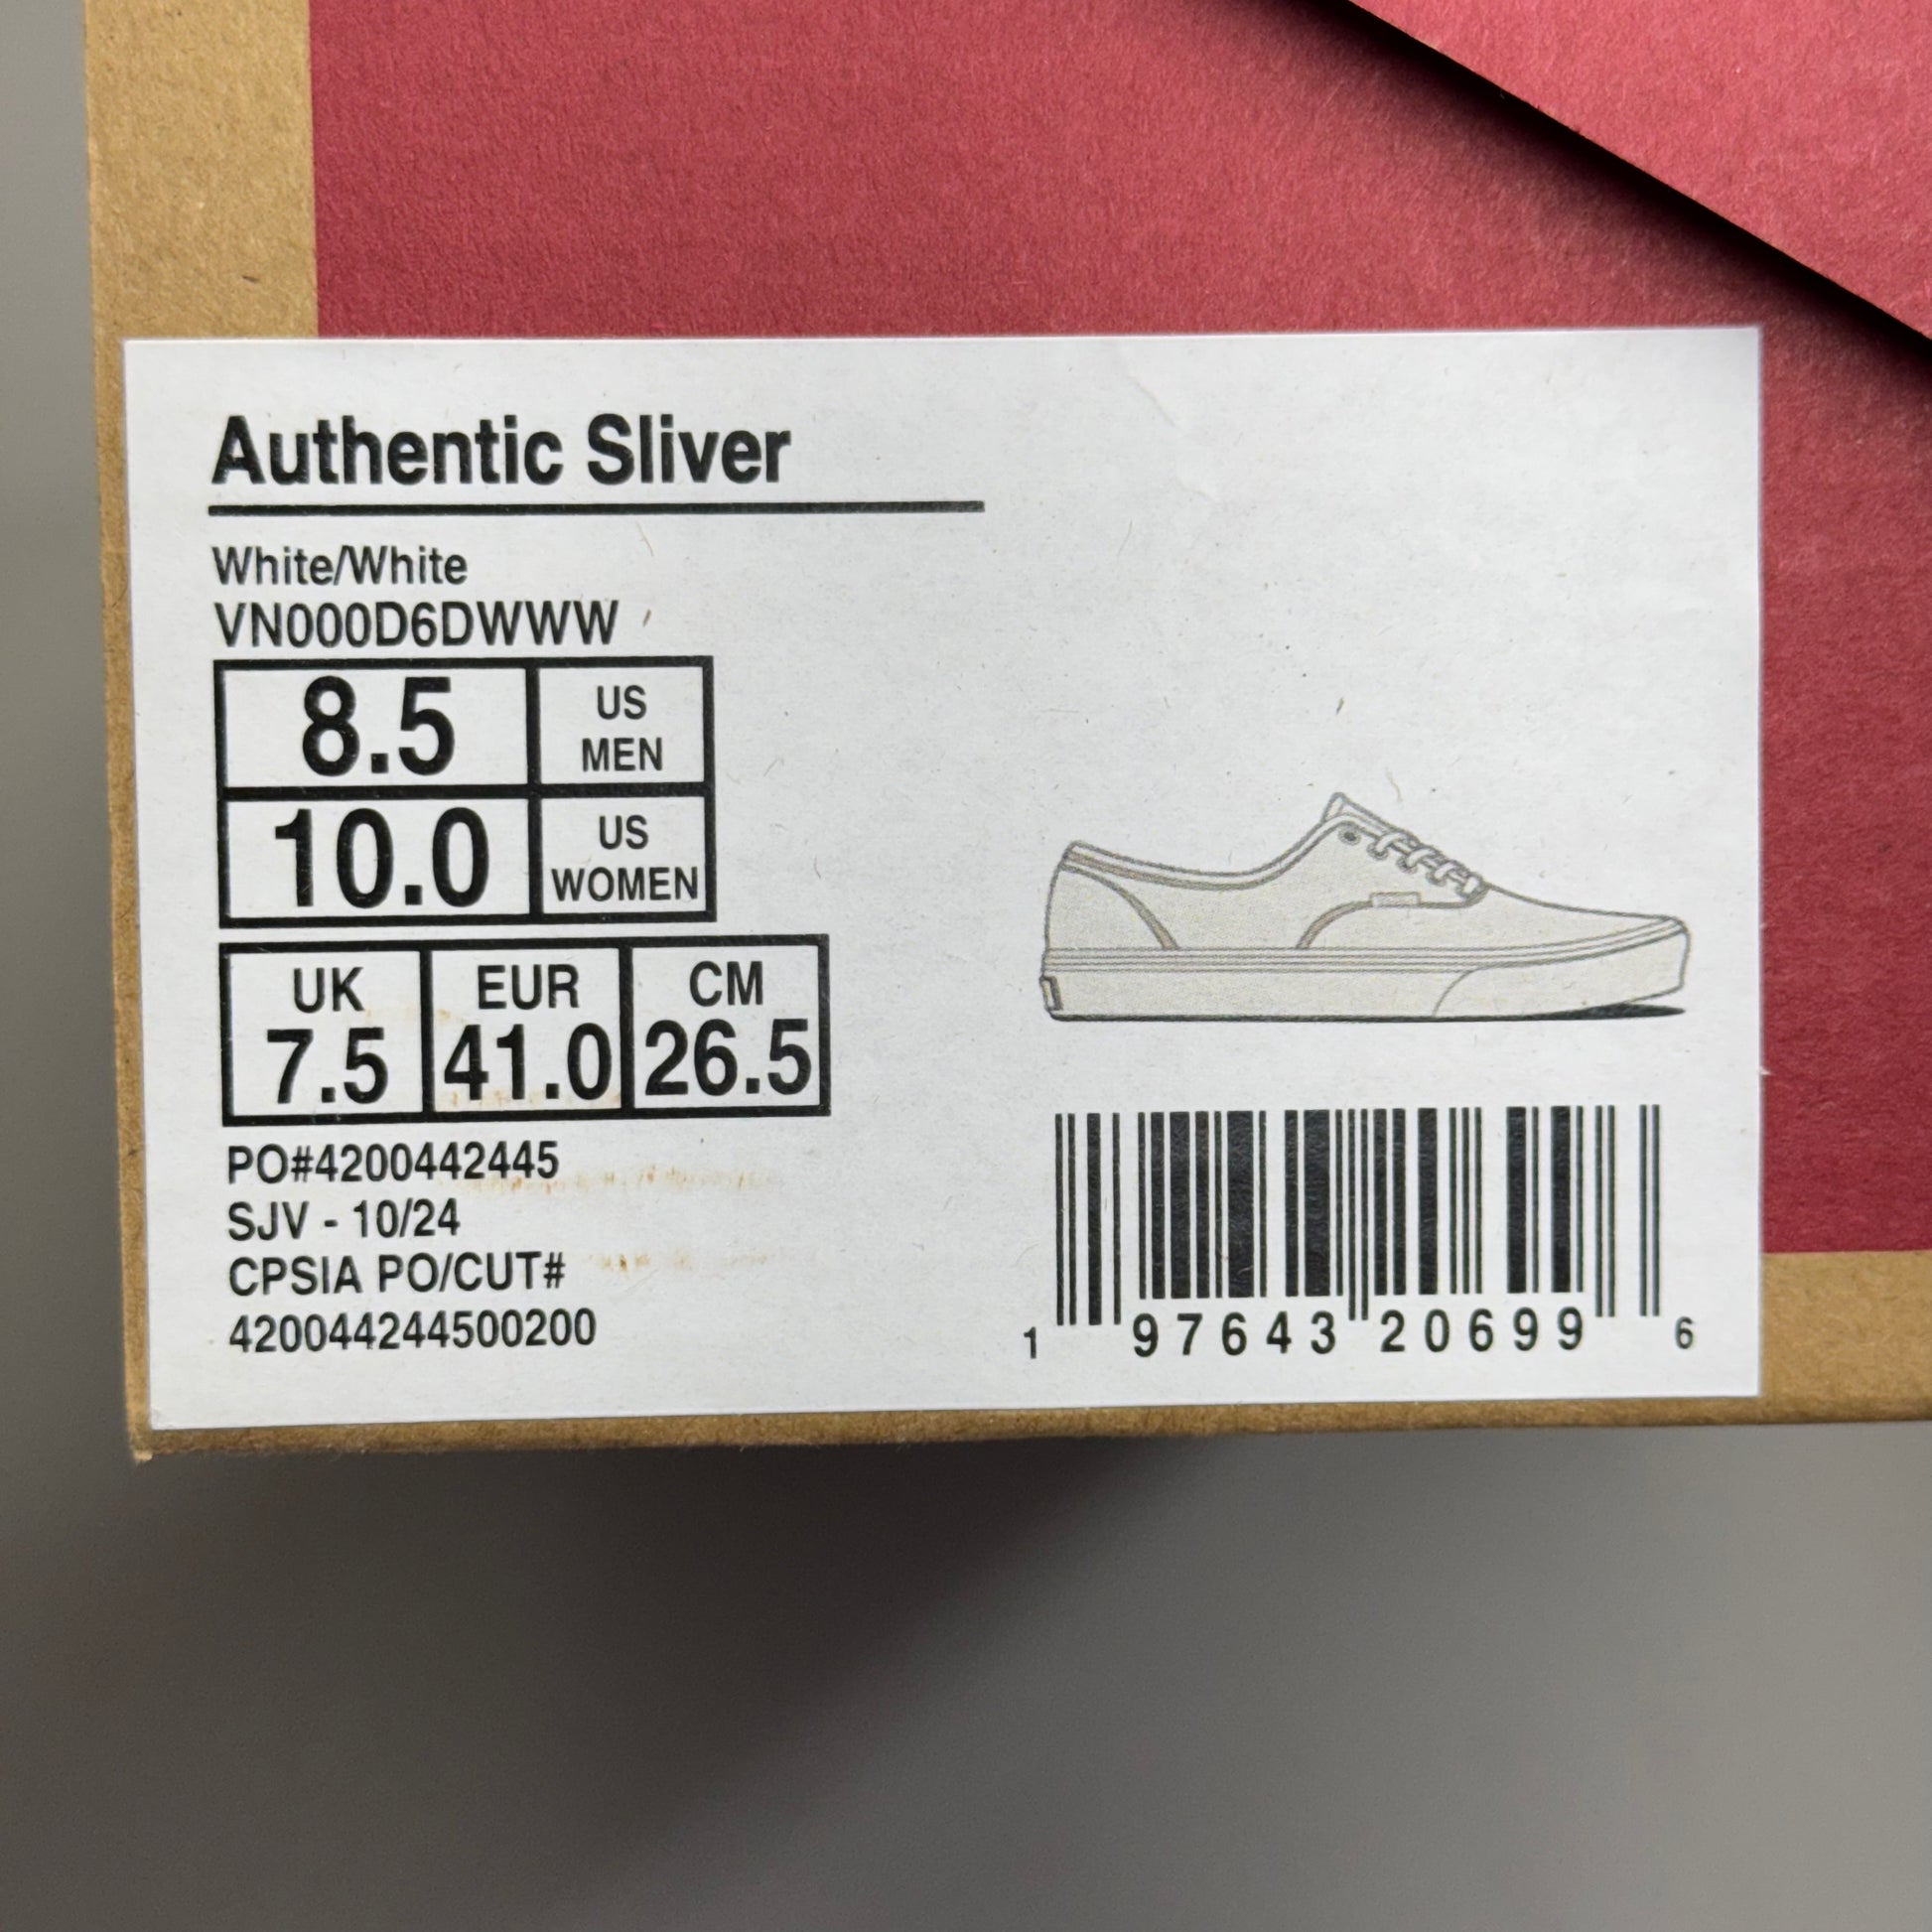 Authentic Sliver
White/White
VN000D6DWWW
8.5 US MEN
10.0 US WOMEN
UK EUR CM
7.5 41.0 26.5
PO#4200442445
SJV - 10/24
CPSIA PO/CUT#
420044244500200
1 97643 20699 6